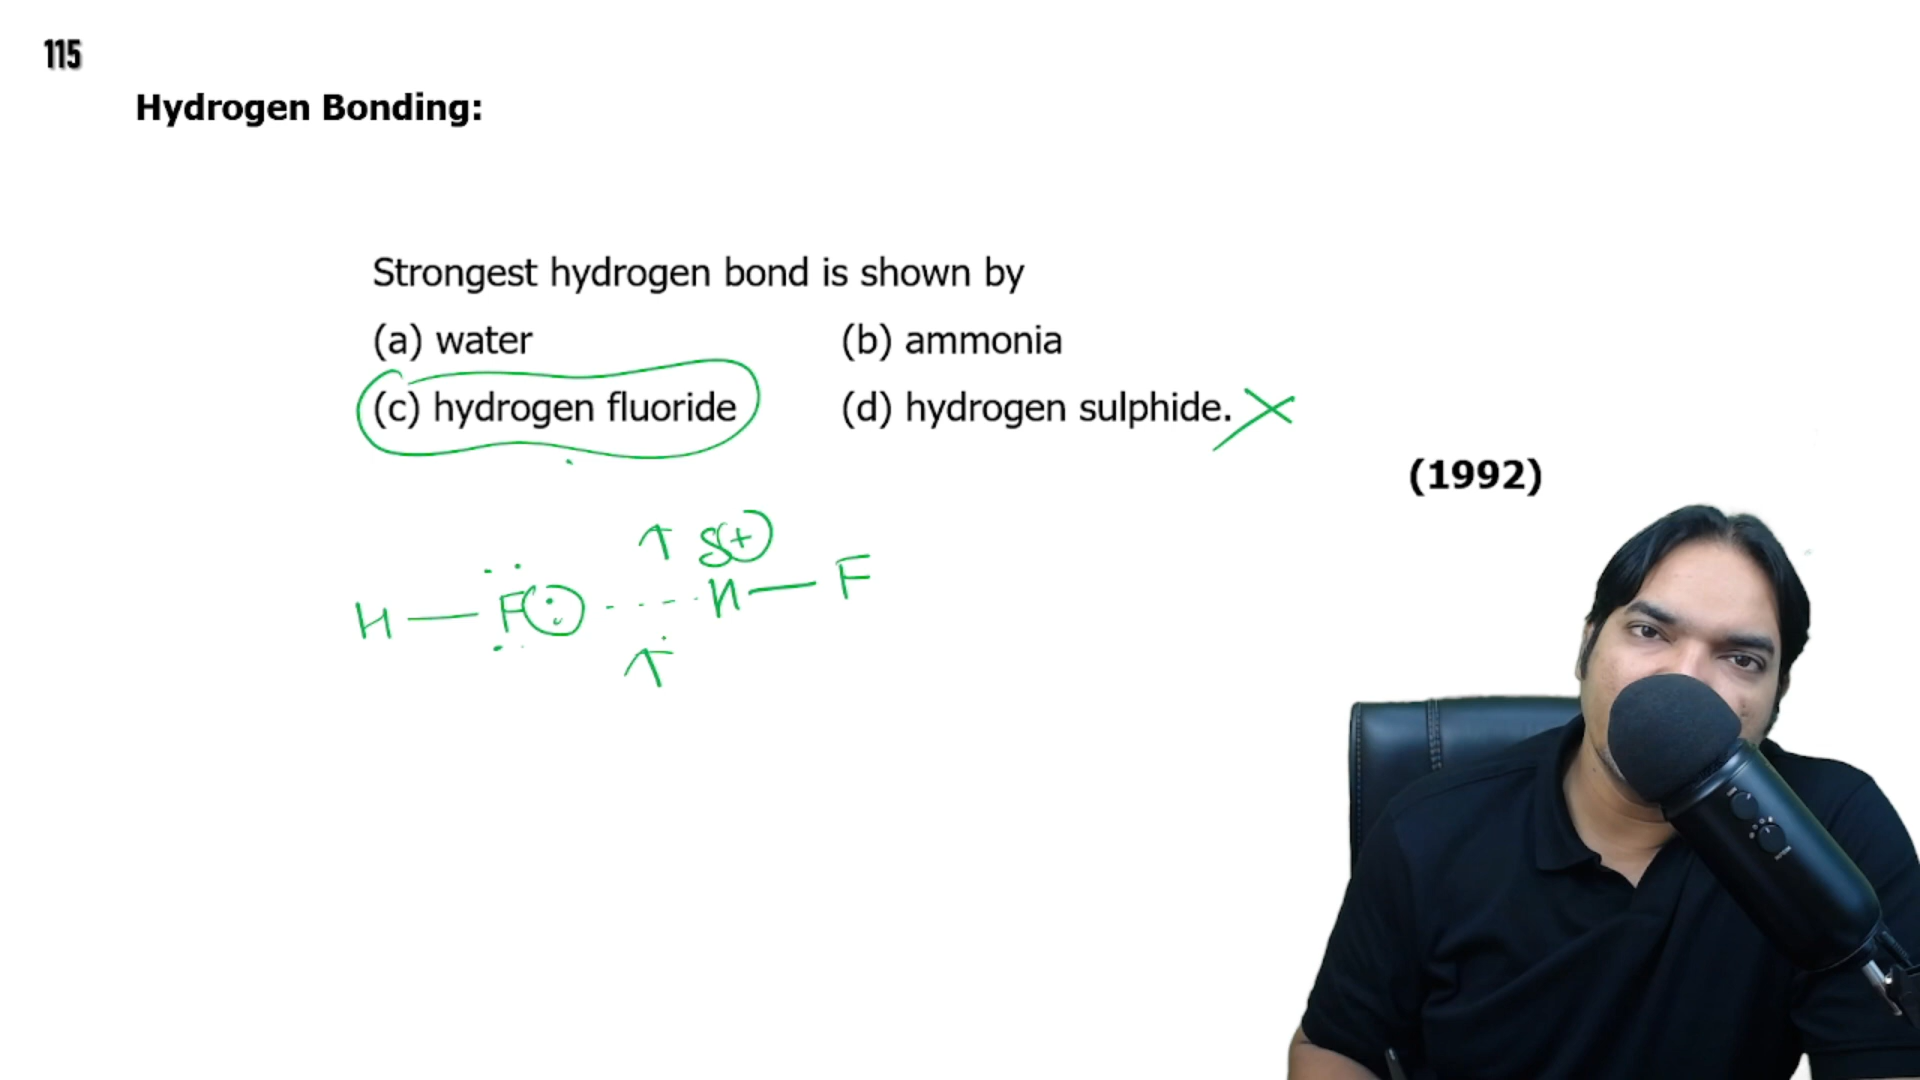 115
Hydrogen Bonding:
Strongest hydrogen bond is shown by
(a) water (b) ammonia
(c) hydrogen fluoride (d) hydrogen sulphide.
(1992)
↑ δ+
H — F: ---- H — F
↑